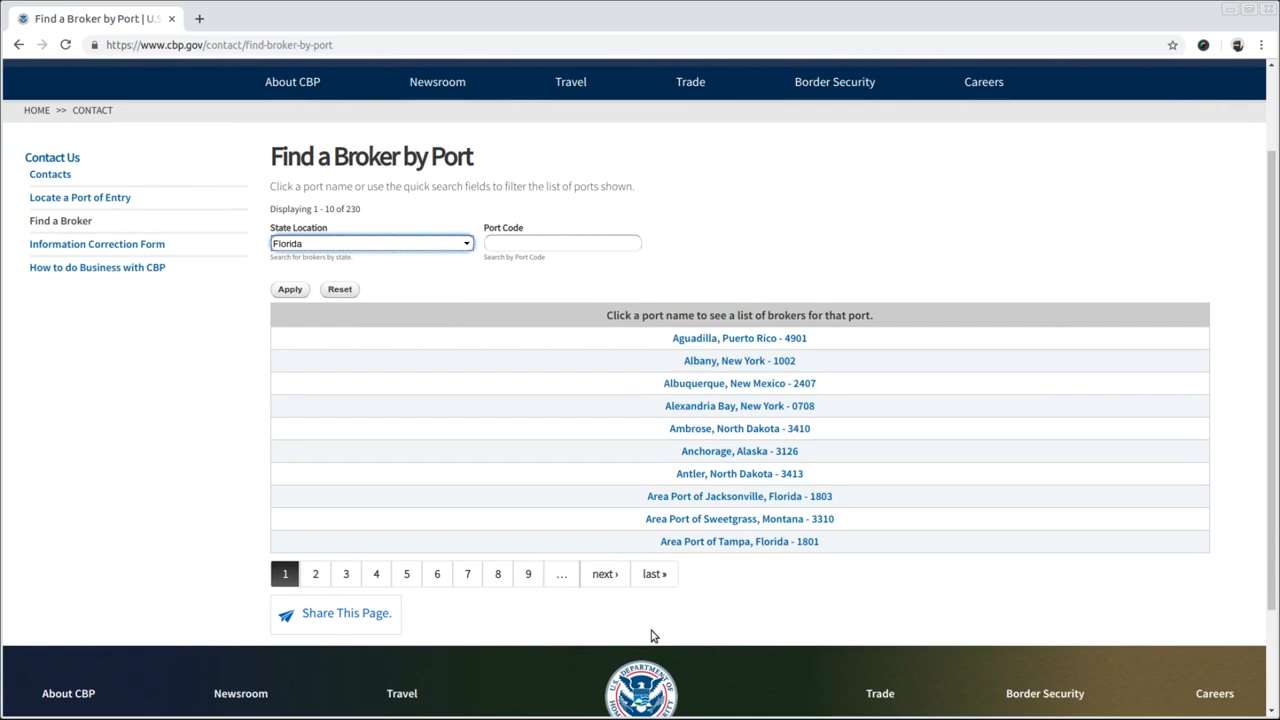 Find a Broker by Port | U.S
https://www.cbp.gov/contact/find-broker-by-port
About CBP Newsroom Travel Trade Border Security Careers
HOME >> CONTACT
Contact Us
Contacts
Locate a Port of Entry
Find a Broker
Information Correction Form
How to do Business with CBP
Find a Broker by Port
Click a port name or use the quick search fields to filter the list of ports shown.
Displaying 1 - 10 of 230
State Location Port Code
Florida
Search for brokers by state. Search by Port Code
Apply Reset
Click a port name to see a list of brokers for that port.
Aguadilla, Puerto Rico - 4901
Albany, New York - 1002
Albuquerque, New Mexico - 2407
Alexandria Bay, New York - 0708
Ambrose, North Dakota - 3410
Anchorage, Alaska - 3126
Antler, North Dakota - 3413
Area Port of Jacksonville, Florida - 1803
Area Port of Sweetgrass, Montana - 3310
Area Port of Tampa, Florida - 1801
1 2 3 4 5 6 7 8 9 … next › last »
Share This Page.
About CBP Newsroom Travel Trade Border Security Careers